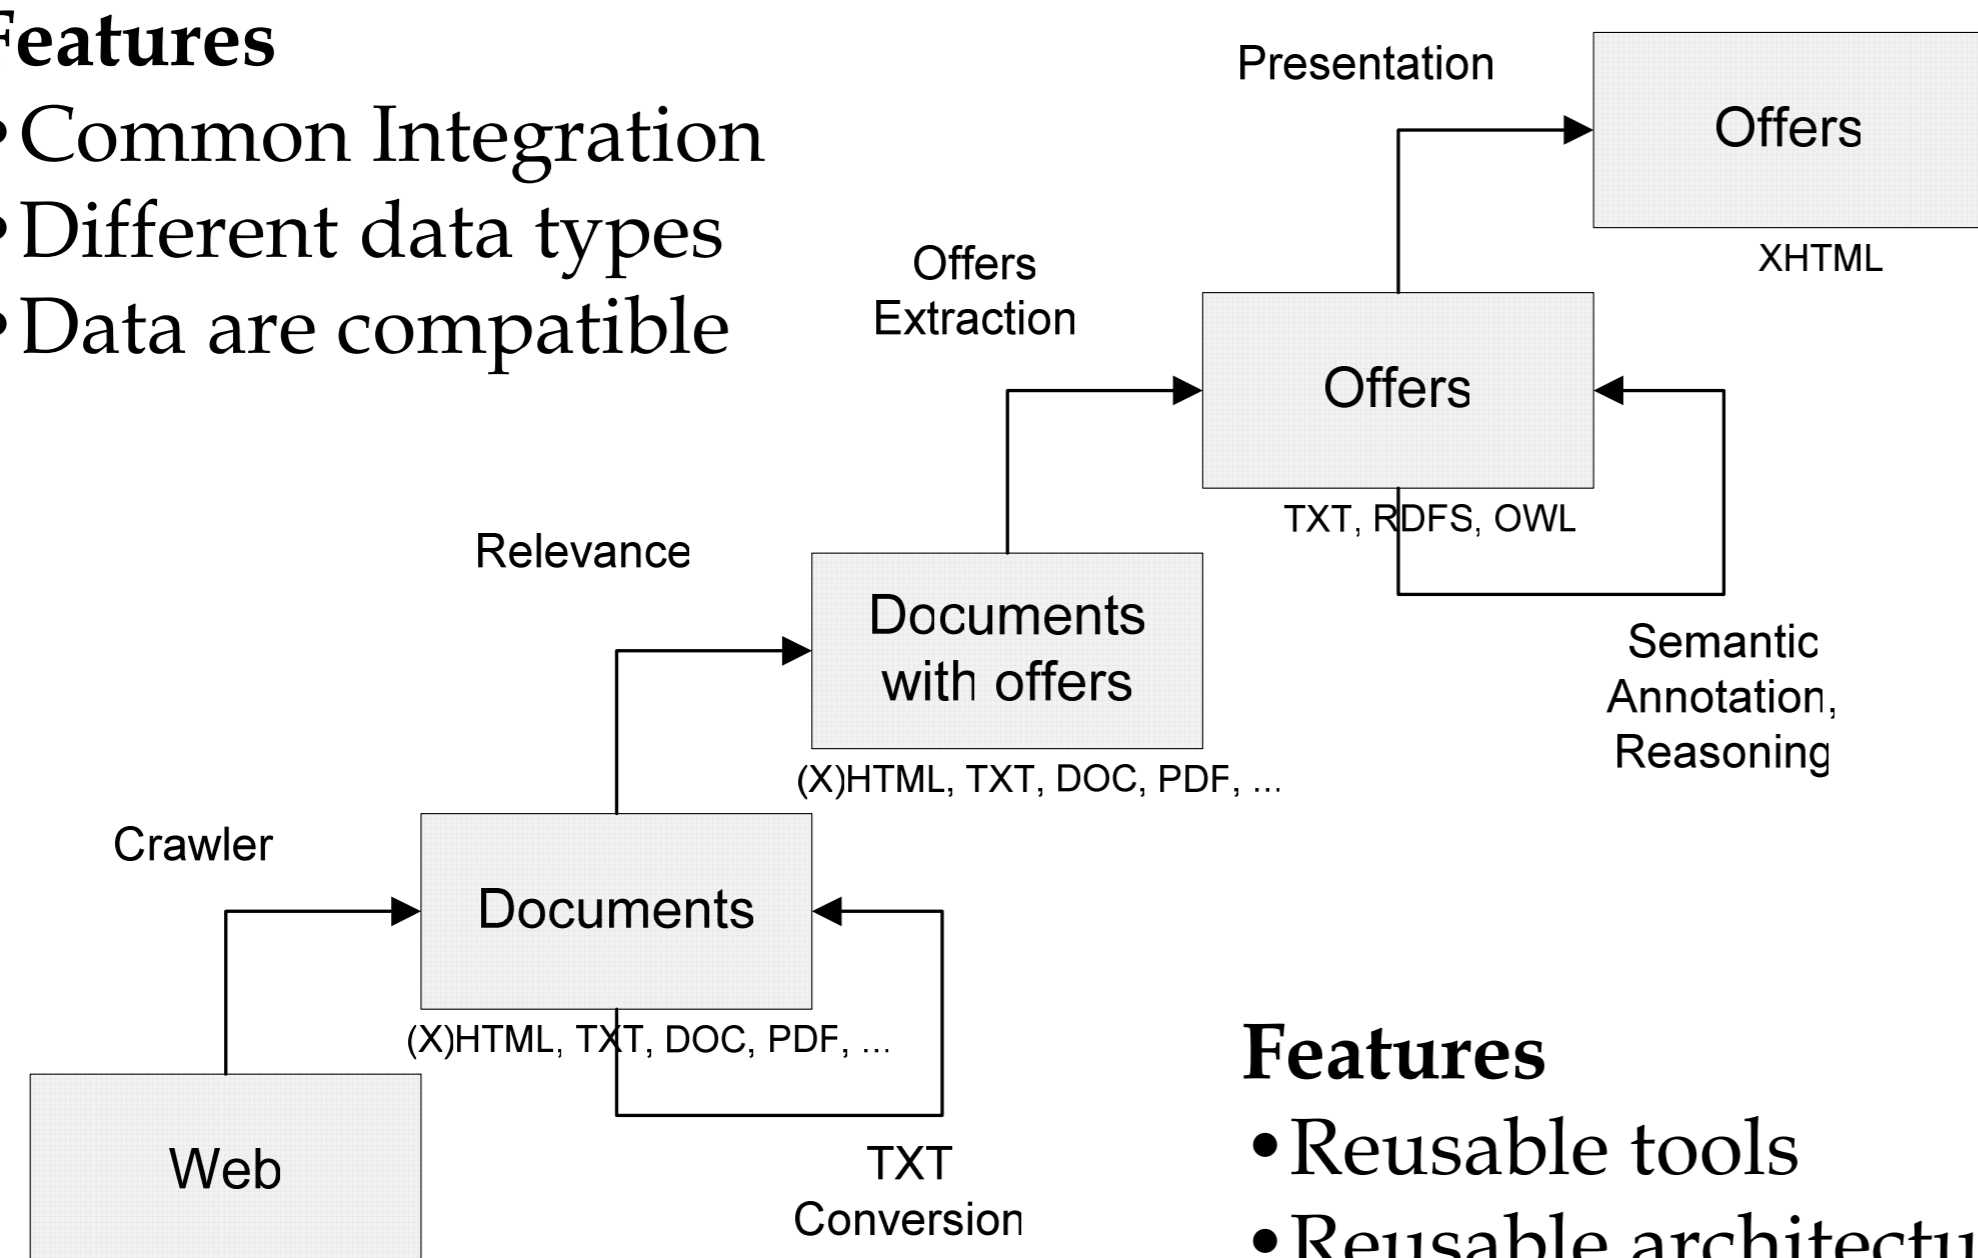 Features
•Common Integration
•Different data types
•Data are compatible
Presentation
Offers
XHTML
Offers
Extraction
Offers
TXT, RDFS, OWL
Semantic
Annotation,
Reasoning
Relevance
Documents
with offers
(X)HTML, TXT, DOC, PDF, ...
Crawler
Documents
(X)HTML, TXT, DOC, PDF, ...
TXT
Conversion
Web
Features
•Reusable tools
•Reusable